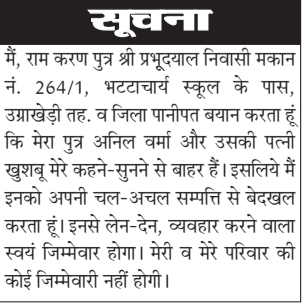 सूचना
मैं, राम करण पुत्र श्री प्रभूदयाल निवासी मकान
नं. 264/1, भटटाचार्य स्कूल के पास,
उग्राखेड़ी तह. व जिला पानीपत बयान करता हूं
कि मेरा पुत्र अनिल वर्मा और उसकी पत्नी
खुशबू मेरे कहने-सुनने से बाहर हैं। इसलिये मैं
इनको अपनी चल-अचल सम्पत्ति से बेदखल
करता हूं। इनसे लेन-देन, व्यवहार करने वाला
स्वयं जिम्मेवार होगा। मेरी व मेरे परिवार की
कोई जिम्मेवारी नहीं होगी।